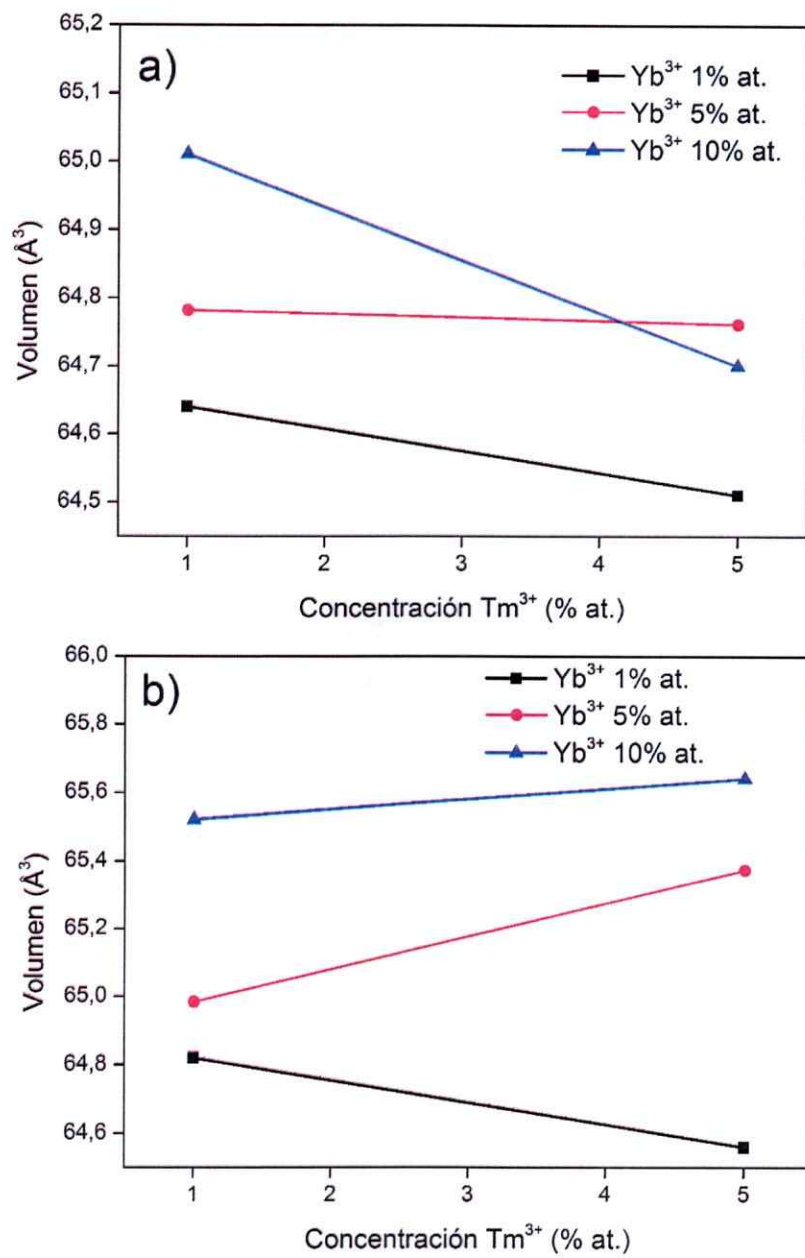 a)
Yb³⁺ 1% at.
Yb³⁺ 5% at.
Yb³⁺ 10% at.
65,2
65,1
65,0
64,9
64,8
64,7
64,6
64,5
Volumen (Å³)
1 2 3 4 5
Concentración Tm³⁺ (% at.)
b)
Yb³⁺ 1% at.
Yb³⁺ 5% at.
Yb³⁺ 10% at.
66,0
65,8
65,6
65,4
65,2
65,0
64,8
64,6
Volumen (Å³)
1 2 3 4 5
Concentración Tm³⁺ (% at.)